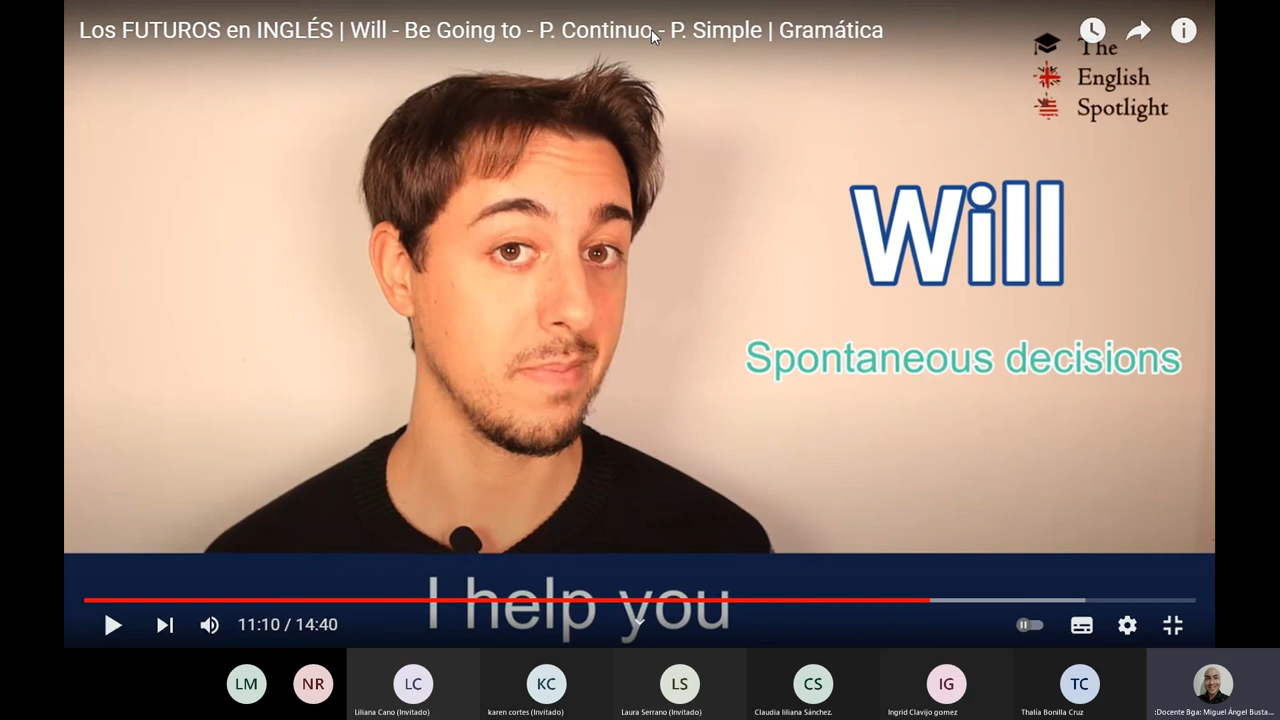 Los FUTUROS en INGLÉS | Will - Be Going to - P. Continuo - P. Simple | Gramática
The
English
Spotlight
Will
Spontaneous decisions
I help you
11:10 / 14:40
LM
NR
LC
KC
LS
CS
IG
TC
Liliana Cano (Invitado)
karen cortes (Invitado)
Laura Serrano (Invitado)
Claudia liliana Sánchez.
Ingrid Clavijo gomez
Thalía Bonilla Cruz
:Docente Bga: Miguel Ángel Busta...